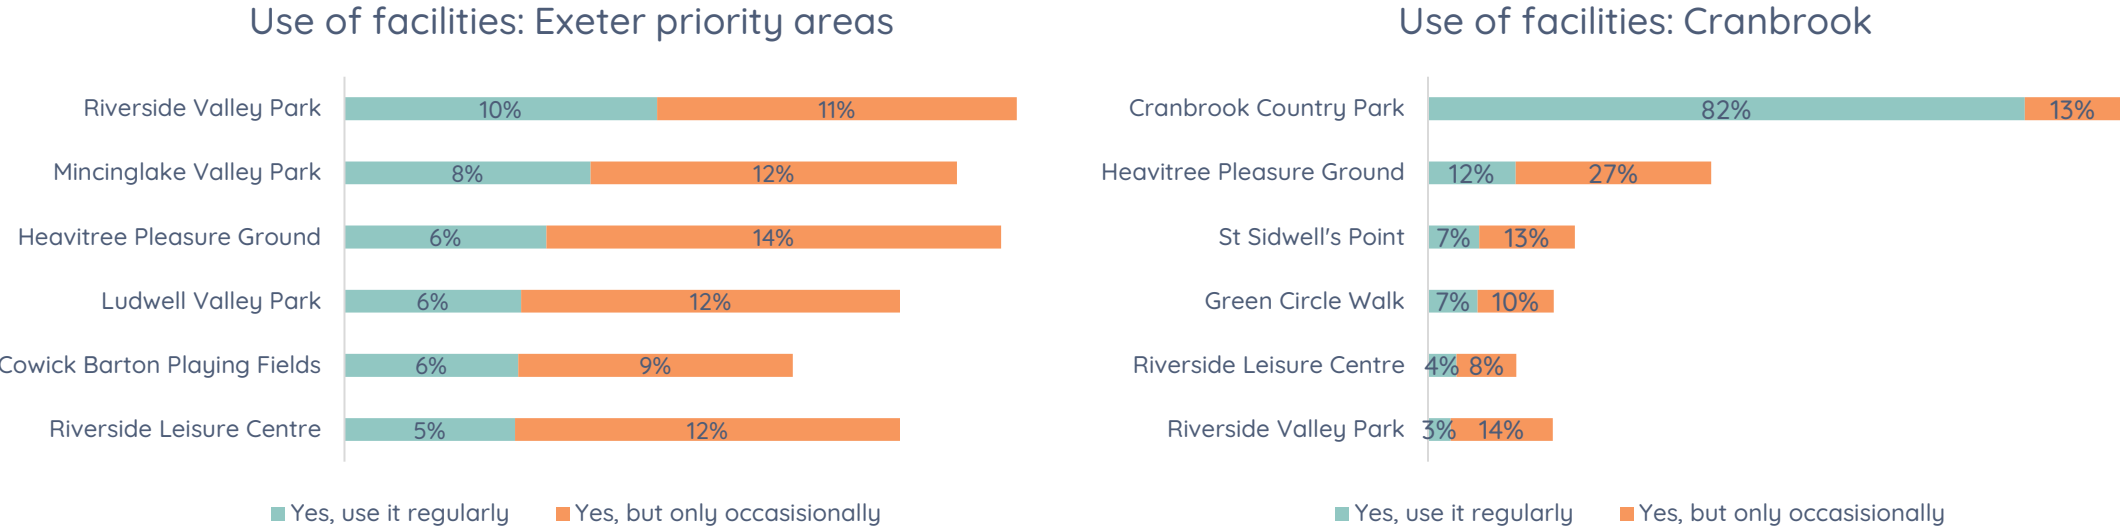 Use of facilities: Exeter priority areas
Riverside Valley Park 10% 11%
Mincinglake Valley Park 8% 12%
Heavitree Pleasure Ground 6% 14%
Ludwell Valley Park 6% 12%
Cowick Barton Playing Fields 6% 9%
Riverside Leisure Centre 5% 12%
Yes, use it regularly Yes, but only occasisionally
Use of facilities: Cranbrook
Cranbrook Country Park 82% 13%
Heavitree Pleasure Ground 12% 27%
St Sidwell's Point 7% 13%
Green Circle Walk 7% 10%
Riverside Leisure Centre 4% 8%
Riverside Valley Park 3% 14%
Yes, use it regularly Yes, but only occasisionally